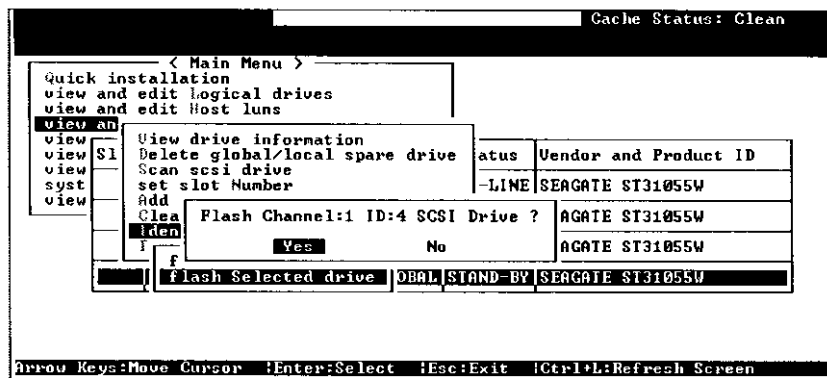 Cache Status: Clean
< Main Menu >
Quick installation
view and edit Logical drives
view and edit Host luns
view an
View drive information
view Sl Delete global/local spare drive atus Vendor and Product ID
view Scan scsi drive
syst set slot Number -LINE SEAGATE ST31055W
view Add
Clea Flash Channel:1 ID:4 SCSI Drive ? AGATE ST31055W
Iden
Yes No AGATE ST31055W
f
flash Selected drive OBAL STAND-BY SEAGATE ST31055W
Arrow Keys:Move Cursor |Enter:Select |Esc:Exit |Ctrl+L:Refresh Screen